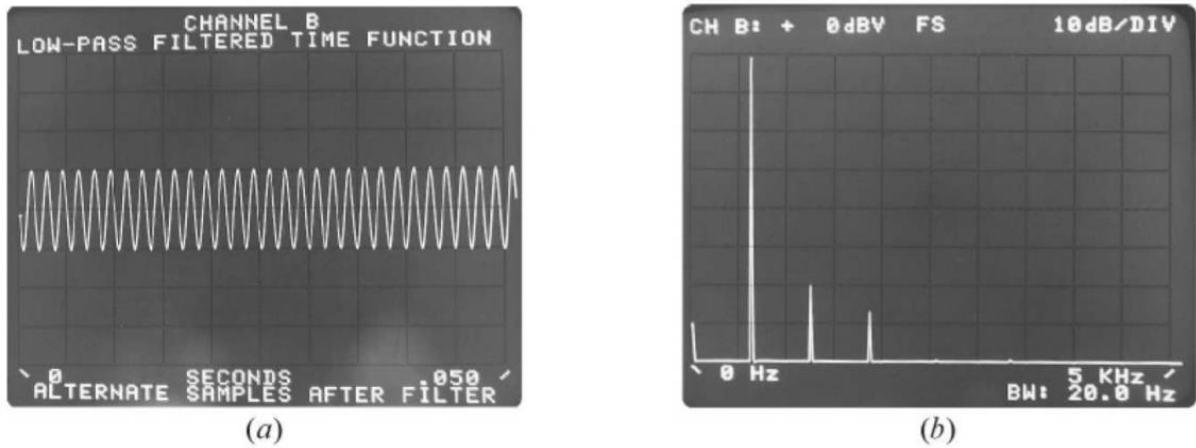 CHANNEL B
LOW-PASS FILTERED TIME FUNCTION
0 SECONDS .050
ALTERNATE SAMPLES AFTER FILTER
(a)
CH B: + 0dBV FS 10dB/DIV
0 Hz 5 KHz
BW: 20.0 Hz
(b)